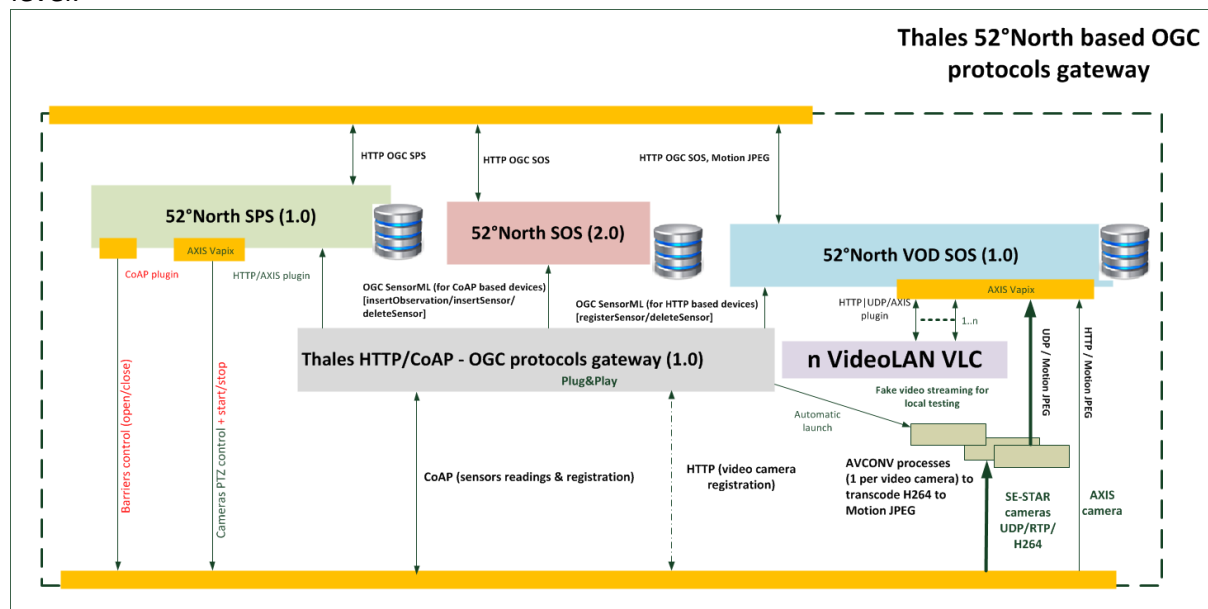 level.
Thales 52°North based OGC
protocols gateway
HTTP OGC SPS
HTTP OGC SOS
HTTP OGC SOS, Motion JPEG
52°North SPS (1.0)
52°North SOS (2.0)
52°North VOD SOS (1.0)
AXIS Vapix
AXIS Vapix
CoAP plugin
HTTP/AXIS plugin
OGC SensorML (for CoAP based devices)
[insertObservation/insertSensor/
deleteSensor]
OGC SensorML (for HTTP based devices)
[registerSensor/deleteSensor]
HTTP|UDP/AXIS
plugin
1..n
Thales HTTP/CoAP - OGC protocols gateway (1.0)
Plug&Play
n VideoLAN VLC
Fake video streaming for
local testing
UDP / Motion JPEG
HTTP / Motion JPEG
Automatic
launch
Barriers control (open/close)
Cameras PTZ control + start/stop
CoAP (sensors readings & registration)
HTTP (video camera
registration)
AVCONV processes
(1 per video camera) to
transcode H264 to
Motion JPEG
SE-STAR
cameras
UDP/RTP/
H264
AXIS
camera